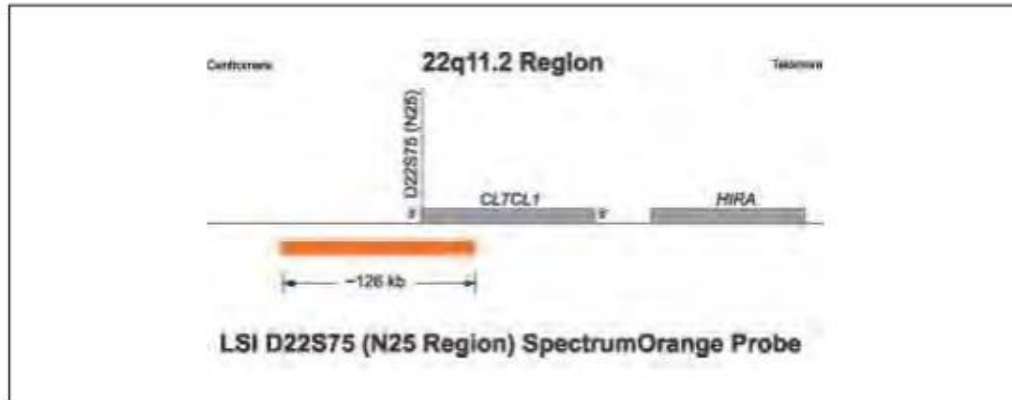 Centromere 22q11.2 Region Telomere
D22S75 (N25)
CLTCL1 HIRA
~126 kb
LSI D22S75 (N25 Region) SpectrumOrange Probe